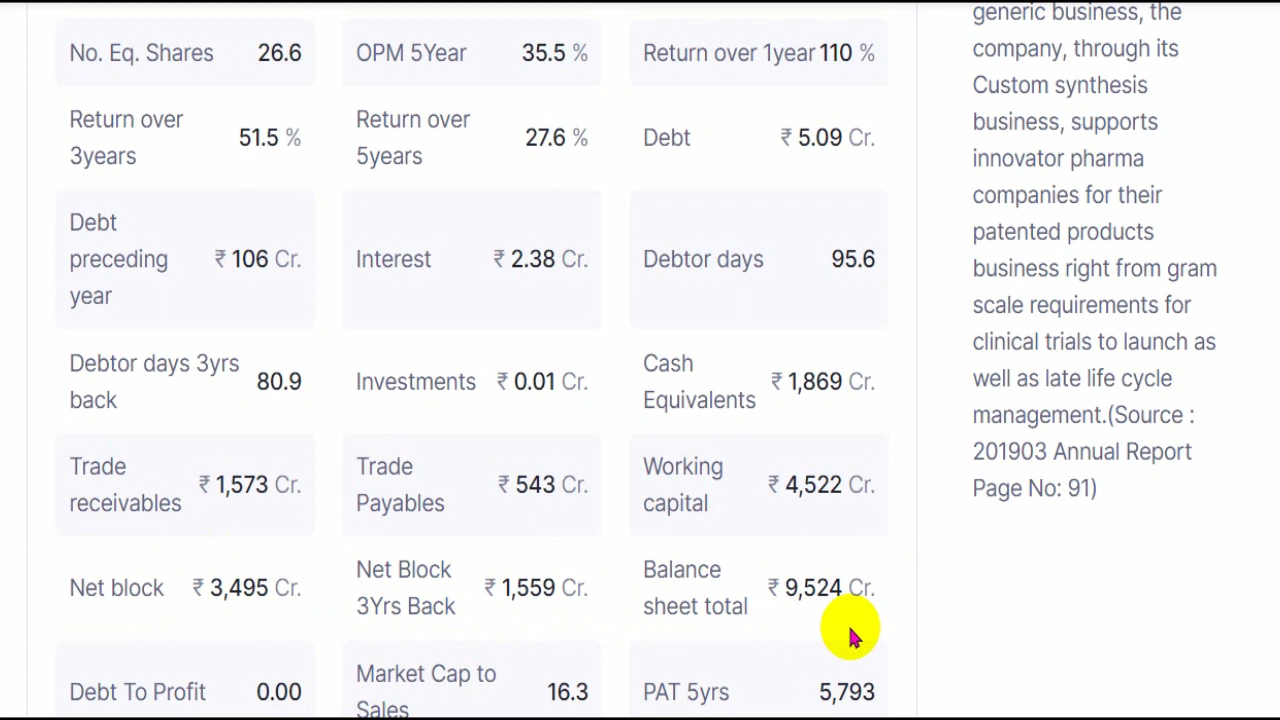 No. Eq. Shares 26.6 OPM 5Year 35.5 % Return over 1year 110 %
Return over
3years
51.5 %
Return over
5years
27.6 %
Debt ₹ 5.09 Cr.
Debt
preceding
year
₹ 106 Cr.
Interest ₹ 2.38 Cr.
Debtor days 95.6
Debtor days 3yrs
back
80.9
Investments ₹ 0.01 Cr.
Cash
Equivalents
₹ 1,869 Cr.
Trade
receivables
₹ 1,573 Cr.
Trade
Payables
₹ 543 Cr.
Working
capital
₹ 4,522 Cr.
Net block ₹ 3,495 Cr.
Net Block
3Yrs Back
₹ 1,559 Cr.
Balance
sheet total
₹ 9,524 Cr.
Debt To Profit 0.00
Market Cap to
Sales
16.3
PAT 5yrs 5,793
generic business, the
company, through its
Custom synthesis
business, supports
innovator pharma
companies for their
patented products
business right from gram
scale requirements for
clinical trials to launch as
well as late life cycle
management.(Source :
201903 Annual Report
Page No: 91)